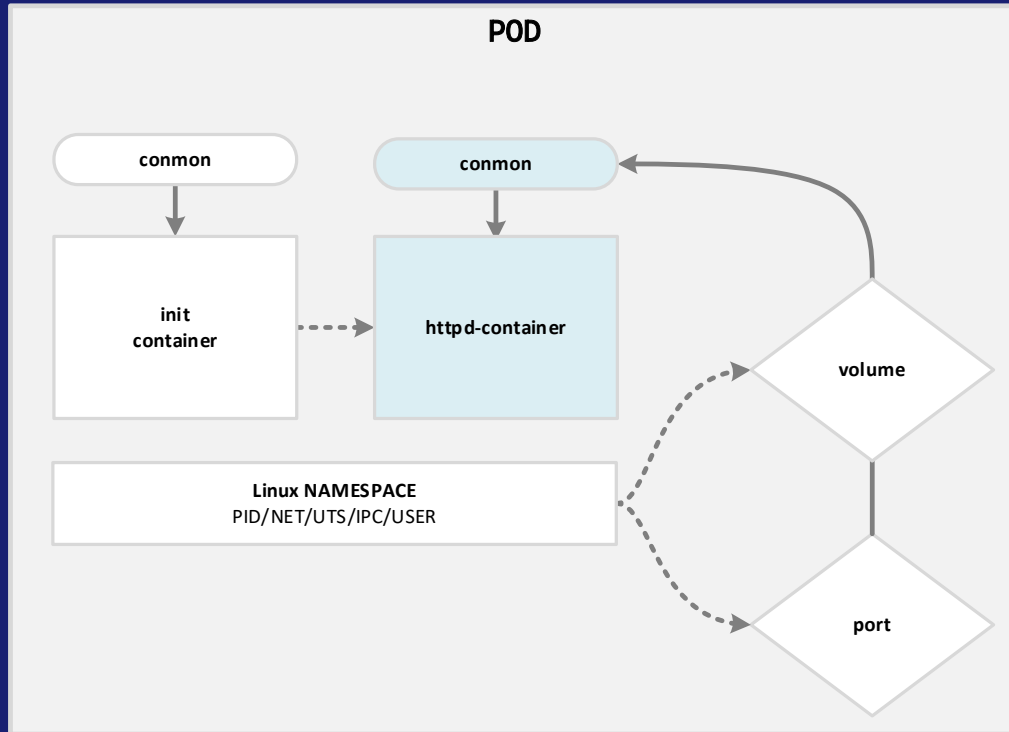 POD
conmon
conmon
init
container
httpd-container
volume
Linux NAMESPACE
PID/NET/UTS/IPC/USER
port